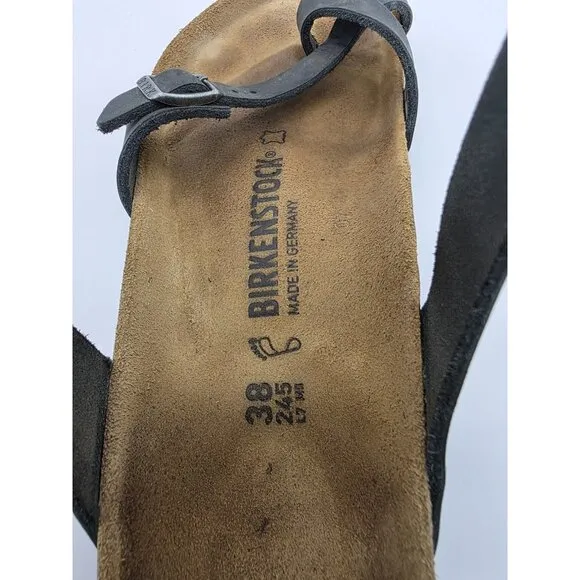 BIRKENSTOCK®
MADE IN GERMANY
38
245
L7 M5